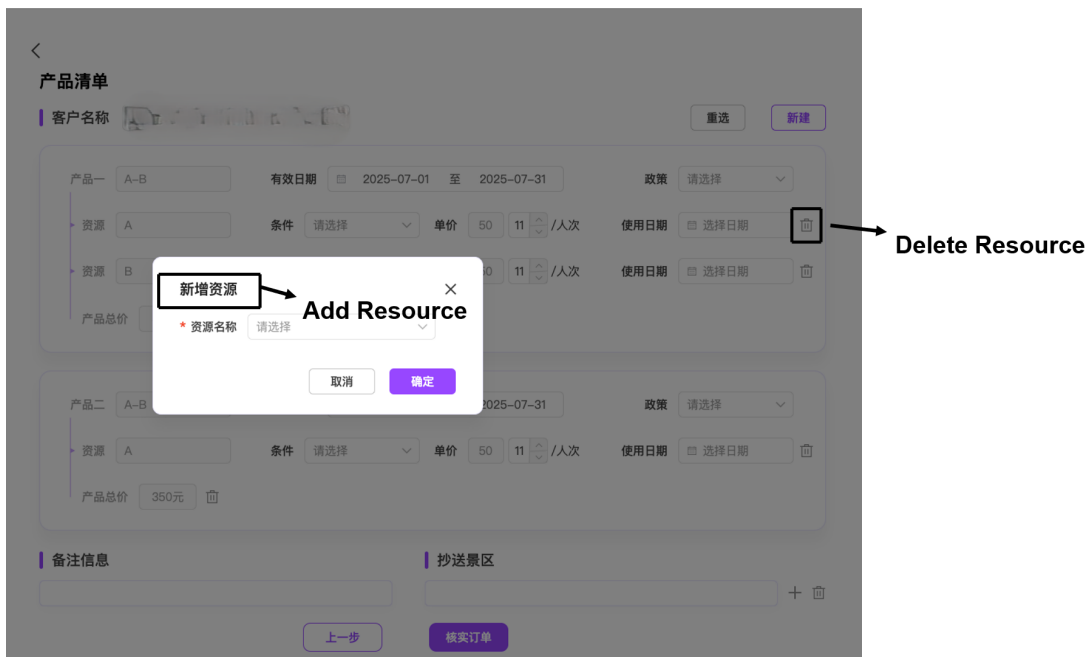 产品清单
客户名称
重选
新建
产品一 A-B 有效日期 2025-07-01 至 2025-07-31 政策 请选择
资源 A 条件 请选择 单价 50 11 /人次 使用日期 选择日期
Delete Resource
资源 B 0 11 /人次 使用日期 选择日期
新增资源
Add Resource
产品总价
* 资源名称 请选择
取消 确定
产品二 A-B 2025-07-31 政策 请选择
资源 A 条件 请选择 单价 50 11 /人次 使用日期 选择日期
产品总价 350元
备注信息 抄送景区
上一步 核实订单